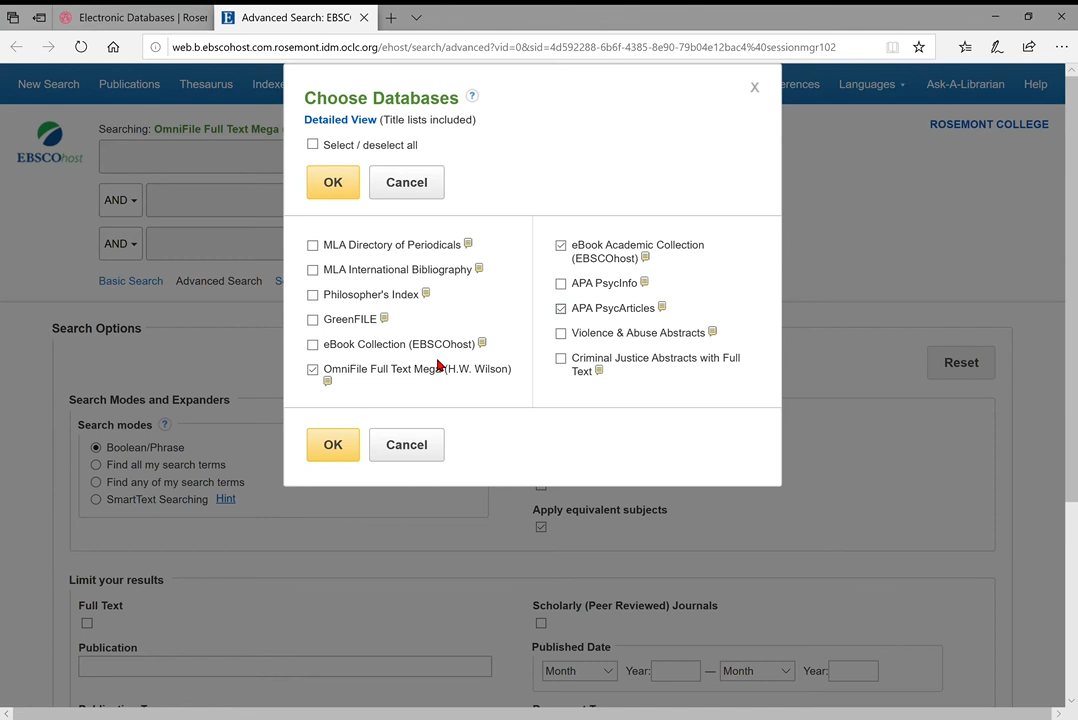 Electronic Databases | Roser
Advanced Search: EBSC
web.b.ebscohost.com.rosemont.idm.oclc.org/ehost/search/advanced?vid=0&sid=4d592288-6b6f-4385-8e90-79b04e12bac4%40sessionmgr102
New Search Publications Thesaurus Indexe erences Languages Ask-A-Librarian Help
Searching: OmniFile Full Text Mega
ROSEMONT COLLEGE
EBSCOhost
AND
AND
Basic Search Advanced Search
Choose Databases ?
Detailed View (Title lists included)
X
Select / deselect all
OK Cancel
MLA Directory of Periodicals
MLA International Bibliography
Philosopher's Index
GreenFILE
eBook Collection (EBSCOhost)
OmniFile Full Text Mega (H.W. Wilson)
eBook Academic Collection
(EBSCOhost)
APA PsycInfo
APA PsycArticles
Violence & Abuse Abstracts
Criminal Justice Abstracts with Full
Text
OK Cancel
Search Options
Reset
Search Modes and Expanders
Search modes ?
Boolean/Phrase
Find all my search terms
Find any of my search terms
SmartText Searching Hint
Apply equivalent subjects
Limit your results
Full Text
Scholarly (Peer Reviewed) Journals
Publication
Published Date
Month Year: — Month Year: